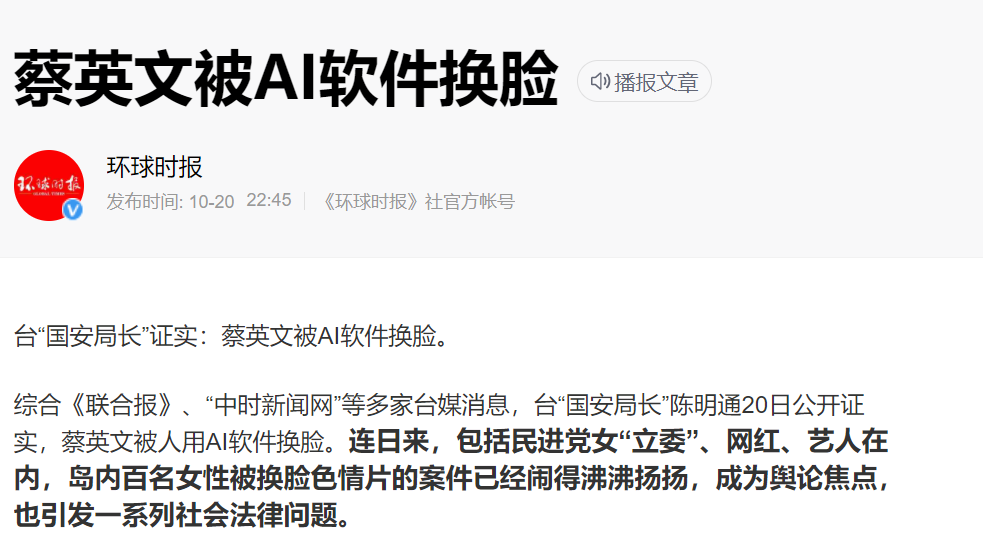 蔡英文被AI软件换脸
播报文章
环球时报
环球时报
发布时间: 10-20 22:45 《环球时报》社官方帐号
台“国安局长”证实：蔡英文被AI软件换脸。
综合《联合报》、“中时新闻网”等多家台媒消息，台“国安局长”陈明通20日公开证
实，蔡英文被人用AI软件换脸。连日来，包括民进党女“立委”、网红、艺人在
内，岛内百名女性被换脸色情片的案件已经闹得沸沸扬扬，成为舆论焦点，
也引发一系列社会法律问题。